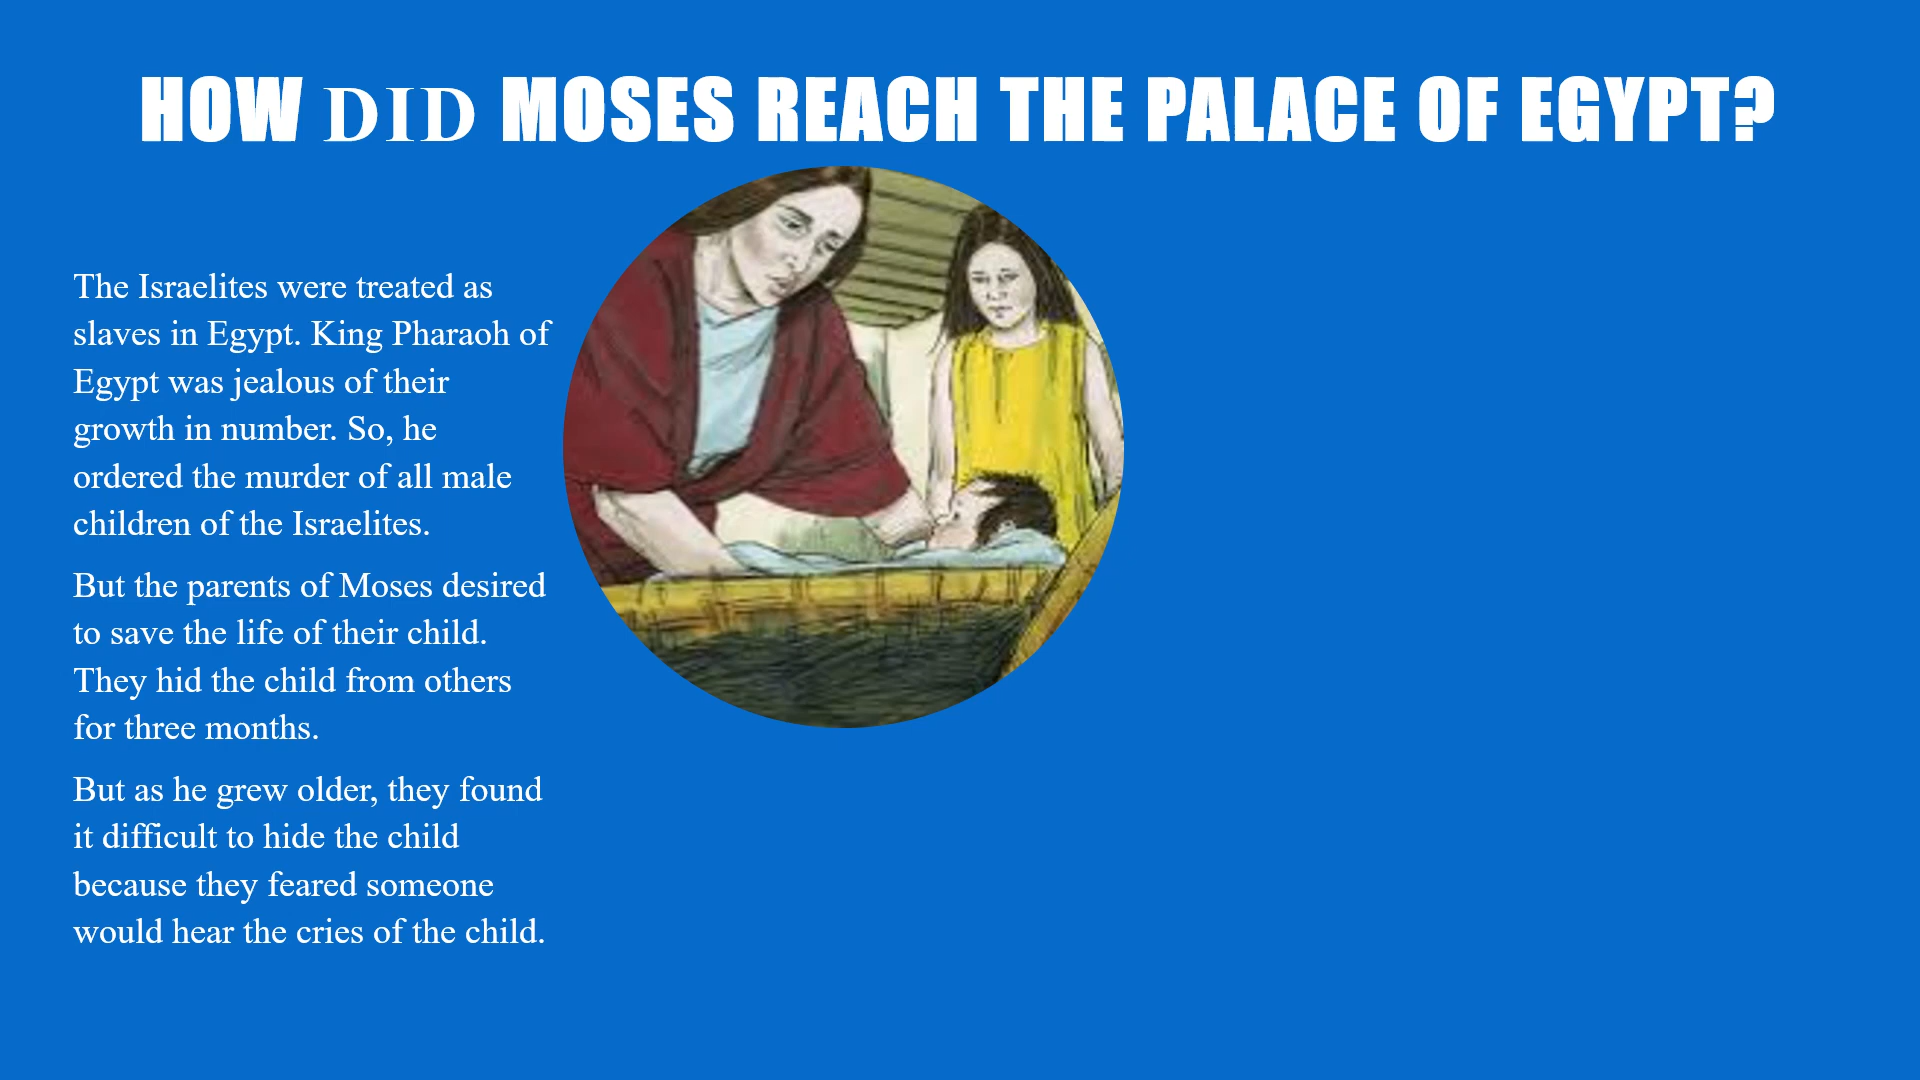 HOW DID MOSES REACH THE PALACE OF EGYPT?
The Israelites were treated as
slaves in Egypt. King Pharaoh of
Egypt was jealous of their
growth in number. So, he
ordered the murder of all male
children of the Israelites.
But the parents of Moses desired
to save the life of their child.
They hid the child from others
for three months.
But as he grew older, they found
it difficult to hide the child
because they feared someone
would hear the cries of the child.